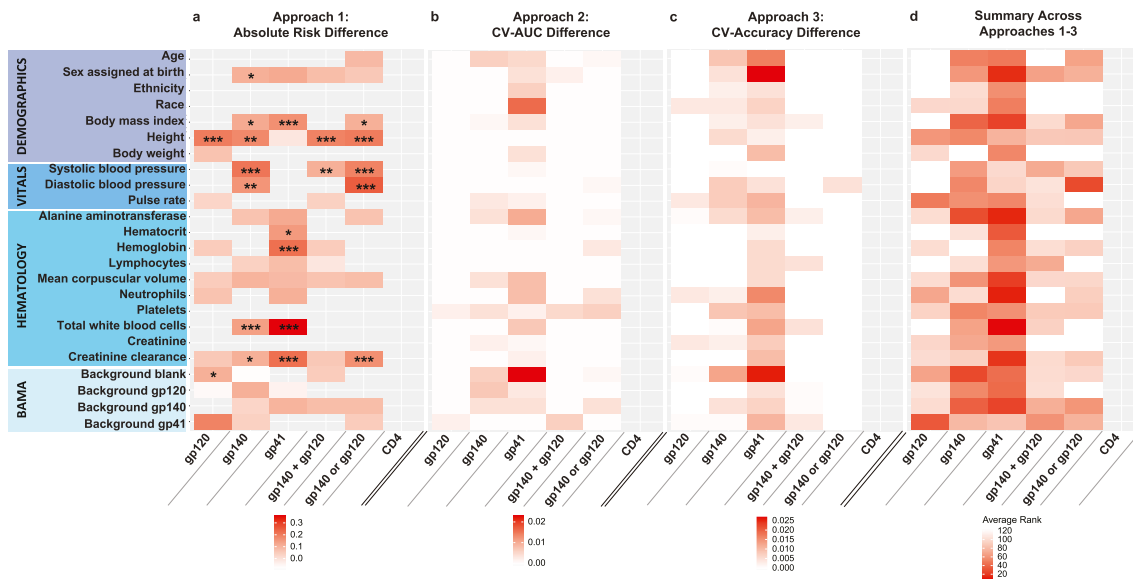 a
Approach 1:
Absolute Risk Difference
b
Approach 2:
CV-AUC Difference
c
Approach 3:
CV-Accuracy Difference
d
Summary Across
Approaches 1-3
DEMOGRAPHICS
Age
Sex assigned at birth
*
Ethnicity
Race
Body mass index
* *** *
Height
*** ** *** ***
Body weight
VITALS
Systolic blood pressure
*** ** ***
Diastolic blood pressure
** ***
Pulse rate
HEMATOLOGY
Alanine aminotransferase
Hematocrit
*
Hemoglobin
***
Lymphocytes
Mean corpuscular volume
Neutrophils
Platelets
Total white blood cells
*** ***
Creatinine
Creatinine clearance
* *** ***
BAMA
Background blank
*
Background gp120
Background gp140
Background gp41
gp120
gp140
gp41
gp140 + gp120
gp140 or gp120
CD4
gp120
gp140
gp41
gp140 + gp120
gp140 or gp120
CD4
gp120
gp140
gp41
gp140 + gp120
gp140 or gp120
CD4
gp120
gp140
gp41
gp140 + gp120
gp140 or gp120
CD4
0.3
0.2
0.1
0.0
0.02
0.01
0.00
0.025
0.020
0.015
0.010
0.005
0.000
Average Rank
120
100
80
60
40
20